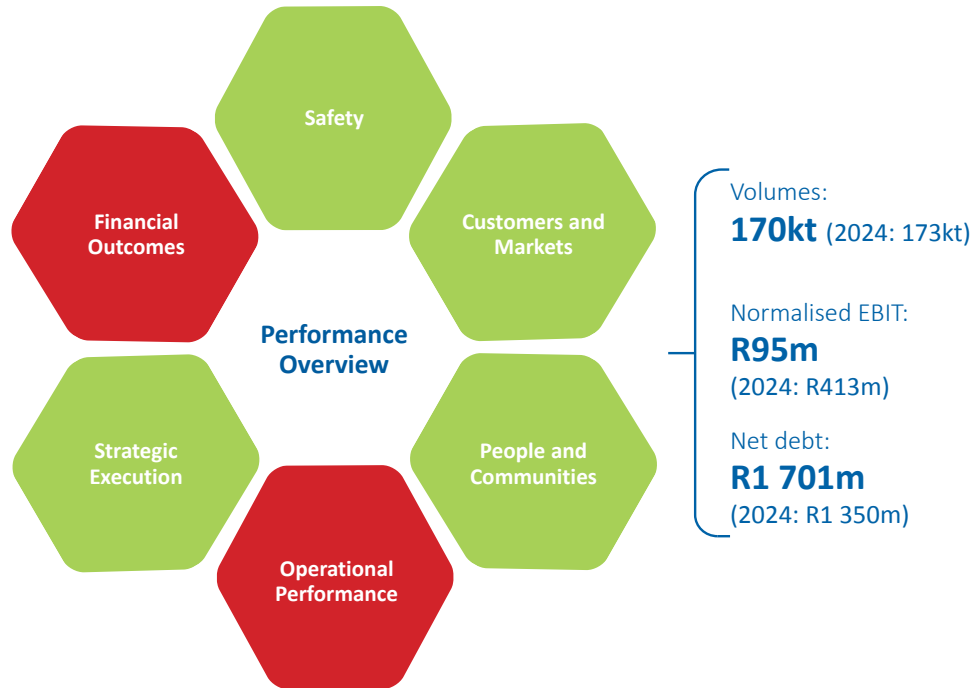 Safety
Financial
Outcomes
Customers and
Markets
Performance
Overview
Strategic
Execution
People and
Communities
Operational
Performance
Volumes:
170kt (2024: 173kt)
Normalised EBIT:
R95m
(2024: R413m)
Net debt:
R1 701m
(2024: R1 350m)